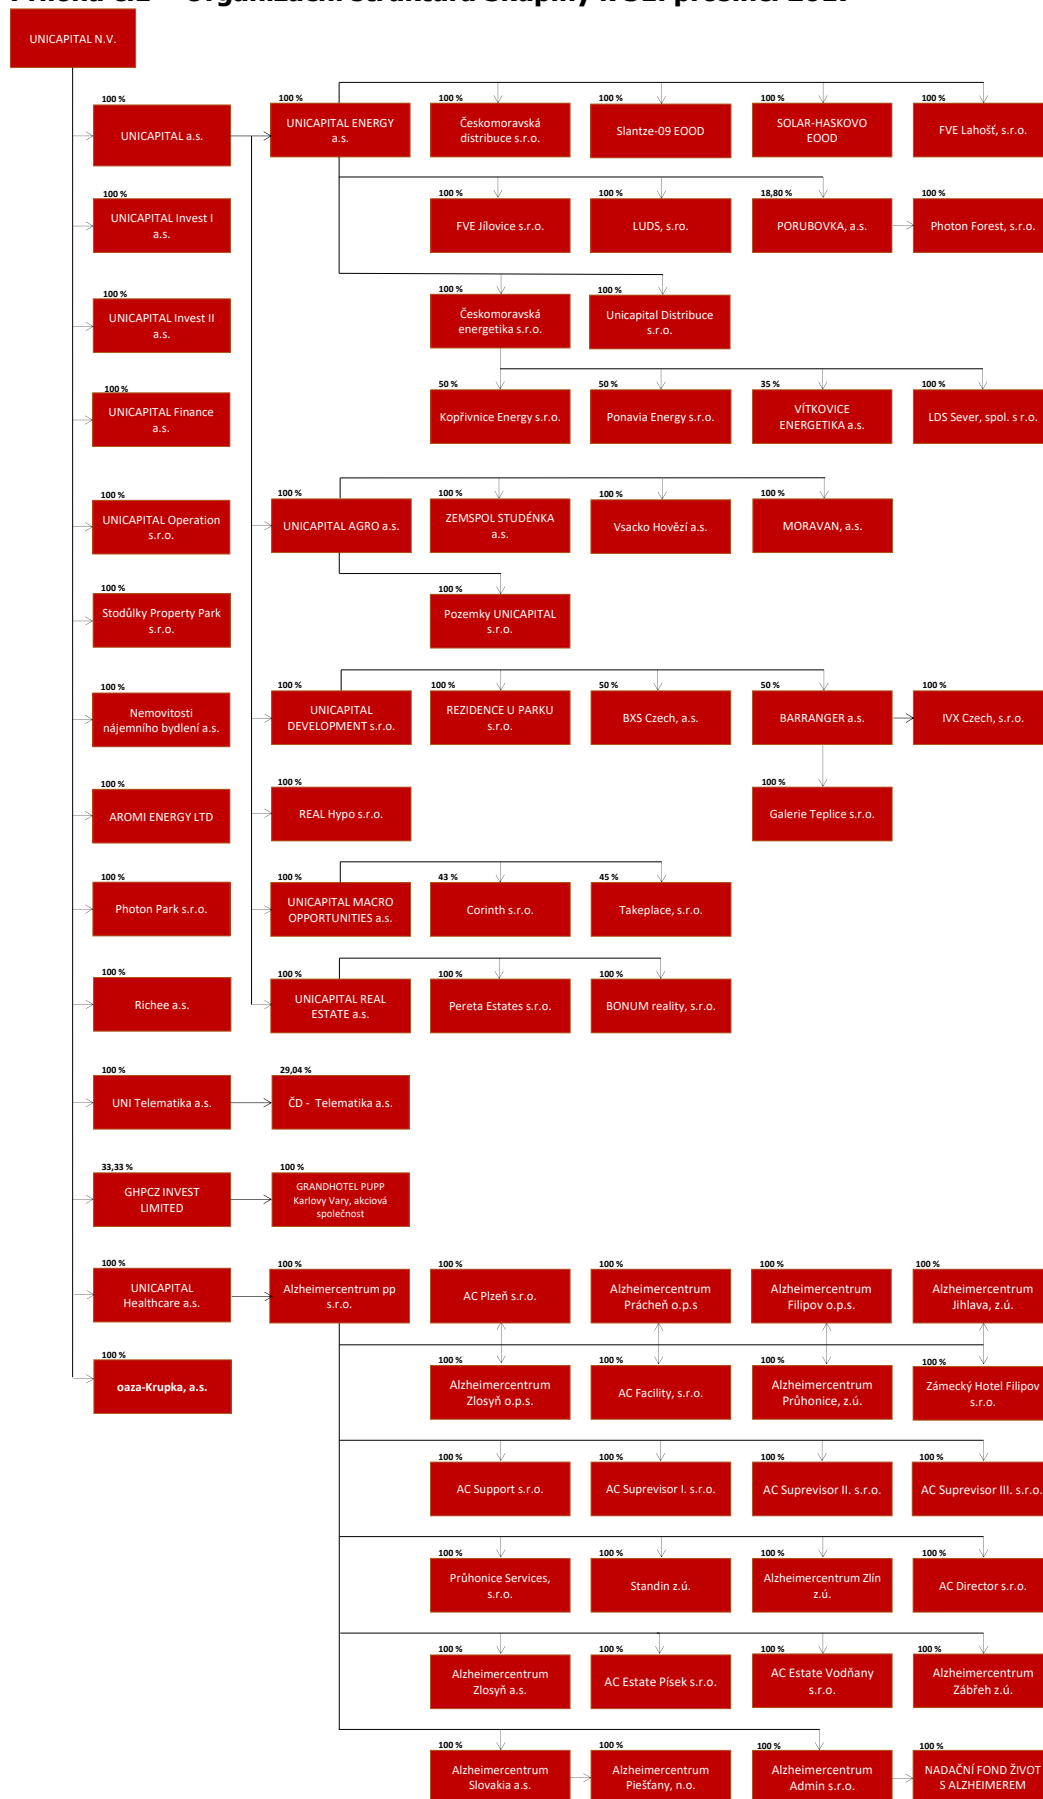 UNICAPITAL N.V.
100 %
UNICAPITAL a.s.
100 %
UNICAPITAL ENERGY
a.s.
100 %
Českomoravská
distribuce s.r.o.
100 %
Slantze-09 EOOD
100 %
SOLAR-HASKOVO
EOOD
100 %
FVE Lahošť, s.r.o.
100 %
UNICAPITAL Invest I
a.s.
100 %
FVE Jílovice s.r.o.
100 %
LUDS, s.ro.
18,80 %
PORUBOVKA, a.s.
100 %
Photon Forest, s.r.o.
100 %
UNICAPITAL Invest II
a.s.
100 %
Českomoravská
energetika s.r.o.
100 %
Unicapital Distribuce
s.r.o.
100 %
UNICAPITAL Finance
a.s.
50 %
Kopřivnice Energy s.r.o.
50 %
Ponavia Energy s.r.o.
35 %
VÍTKOVICE
ENERGETIKA a.s.
100 %
LDS Sever, spol. s r.o.
100 %
UNICAPITAL Operation
s.r.o.
100 %
UNICAPITAL AGRO a.s.
100 %
ZEMSPOL STUDÉNKA
a.s.
100 %
Vsacko Hovězí a.s.
100 %
MORAVAN, a.s.
100 %
Stodůlky Property Park
s.r.o.
100 %
Pozemky UNICAPITAL
s.r.o.
100 %
Nemovitosti
nájemního bydlení a.s.
100 %
UNICAPITAL
DEVELOPMENT s.r.o.
100 %
REZIDENCE U PARKU
s.r.o.
50 %
BXS Czech, a.s.
50 %
BARRANGER a.s.
100 %
IVX Czech, s.r.o.
100 %
AROMI ENERGY LTD
100 %
REAL Hypo s.r.o.
100 %
Galerie Teplice s.r.o.
100 %
Photon Park s.r.o.
100 %
UNICAPITAL MACRO
OPPORTUNITIES a.s.
43 %
Corinth s.r.o.
45 %
Takeplace, s.r.o.
100 %
Richee a.s.
100 %
UNICAPITAL REAL
ESTATE a.s.
100 %
Pereta Estates s.r.o.
100 %
BONUM reality, s.r.o.
100 %
UNI Telematika a.s.
29,04 %
ČD - Telematika a.s.
33,33 %
GHPCZ INVEST
LIMITED
100 %
GRANDHOTEL PUPP
Karlovy Vary, akciová
společnost
100 %
UNICAPITAL
Healthcare a.s.
100 %
Alzheimercentrum pp
s.r.o.
100 %
AC Plzeň s.r.o.
100 %
Alzheimercentrum
Prácheň o.p.s
100 %
Alzheimercentrum
Filipov o.p.s.
100 %
Alzheimercentrum
Jihlava, z.ú.
100 %
oaza-Krupka, a.s.
100 %
Alzheimercentrum
Zlosyň o.p.s.
100 %
AC Facility, s.r.o.
100 %
Alzheimercentrum
Průhonice, z.ú.
100 %
Zámecký Hotel Filipov
s.r.o.
100 %
AC Support s.r.o.
100 %
AC Suprevisor I. s.r.o.
100 %
AC Suprevisor II. s.r.o.
100 %
AC Suprevisor III. s.r.o.
100 %
Průhonice Services,
s.r.o.
100 %
Standin z.ú.
100 %
Alzheimercentrum Zlín
z.ú.
100 %
AC Director s.r.o.
100 %
Alzheimercentrum
Zlosyň a.s.
100 %
AC Estate Písek s.r.o.
100 %
AC Estate Vodňany
s.r.o.
100 %
Alzheimercentrum
Zábřeh z.ú.
100 %
Alzheimercentrum
Slovakia a.s.
100 %
Alzheimercentrum
Piešťany, n.o.
100 %
Alzheimercentrum
Admin s.r.o.
100 %
NADAČNÍ FOND ŽIVOT
S ALZHEIMEREM